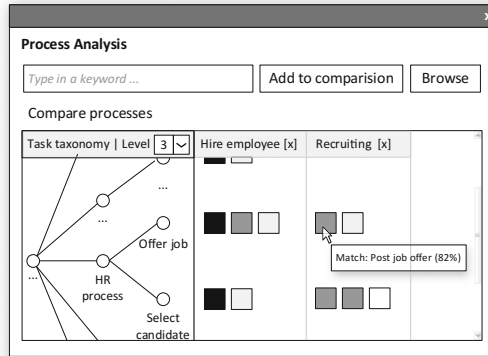 x
Process Analysis
Type in a keyword ...
Add to comparision
Browse
Compare processes
Task taxonomy | Level 3
Hire employee [x]
Recruiting [x]
...
...
Offer job
Match: Post job offer (82%)
...
HR
process
Select
candidate